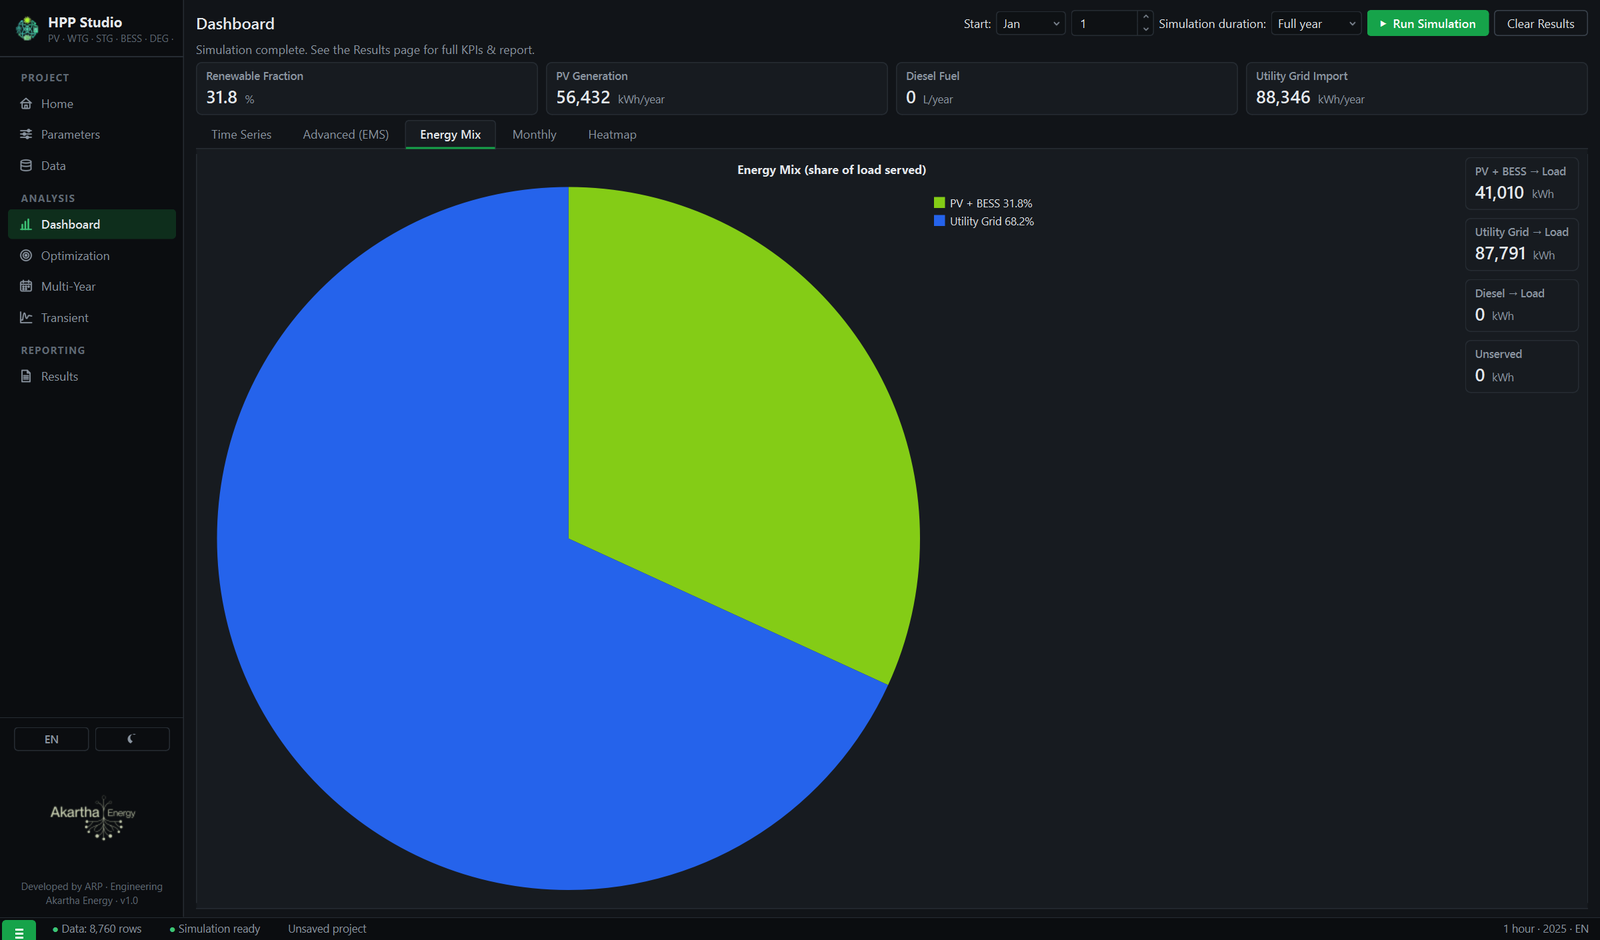 HPP Studio
PV · WTG · STG · BESS · DEG ·
PROJECT
Home
Parameters
Data
ANALYSIS
Dashboard
Optimization
Multi-Year
Transient
REPORTING
Results
EN
Akartha Energy
Developed by ARP · Engineering
Akartha Energy · v1.0
Dashboard
Start: Jan 1 Simulation duration: Full year Run Simulation Clear Results
Simulation complete. See the Results page for full KPIs & report.
Renewable Fraction
31.8 %
PV Generation
56,432 kWh/year
Diesel Fuel
0 L/year
Utility Grid Import
88,346 kWh/year
Time Series Advanced (EMS) Energy Mix Monthly Heatmap
Energy Mix (share of load served)
PV + BESS 31.8%
Utility Grid 68.2%
PV + BESS → Load
41,010 kWh
Utility Grid → Load
87,791 kWh
Diesel → Load
0 kWh
Unserved
0 kWh
Data: 8,760 rows Simulation ready Unsaved project 1 hour · 2025 · EN